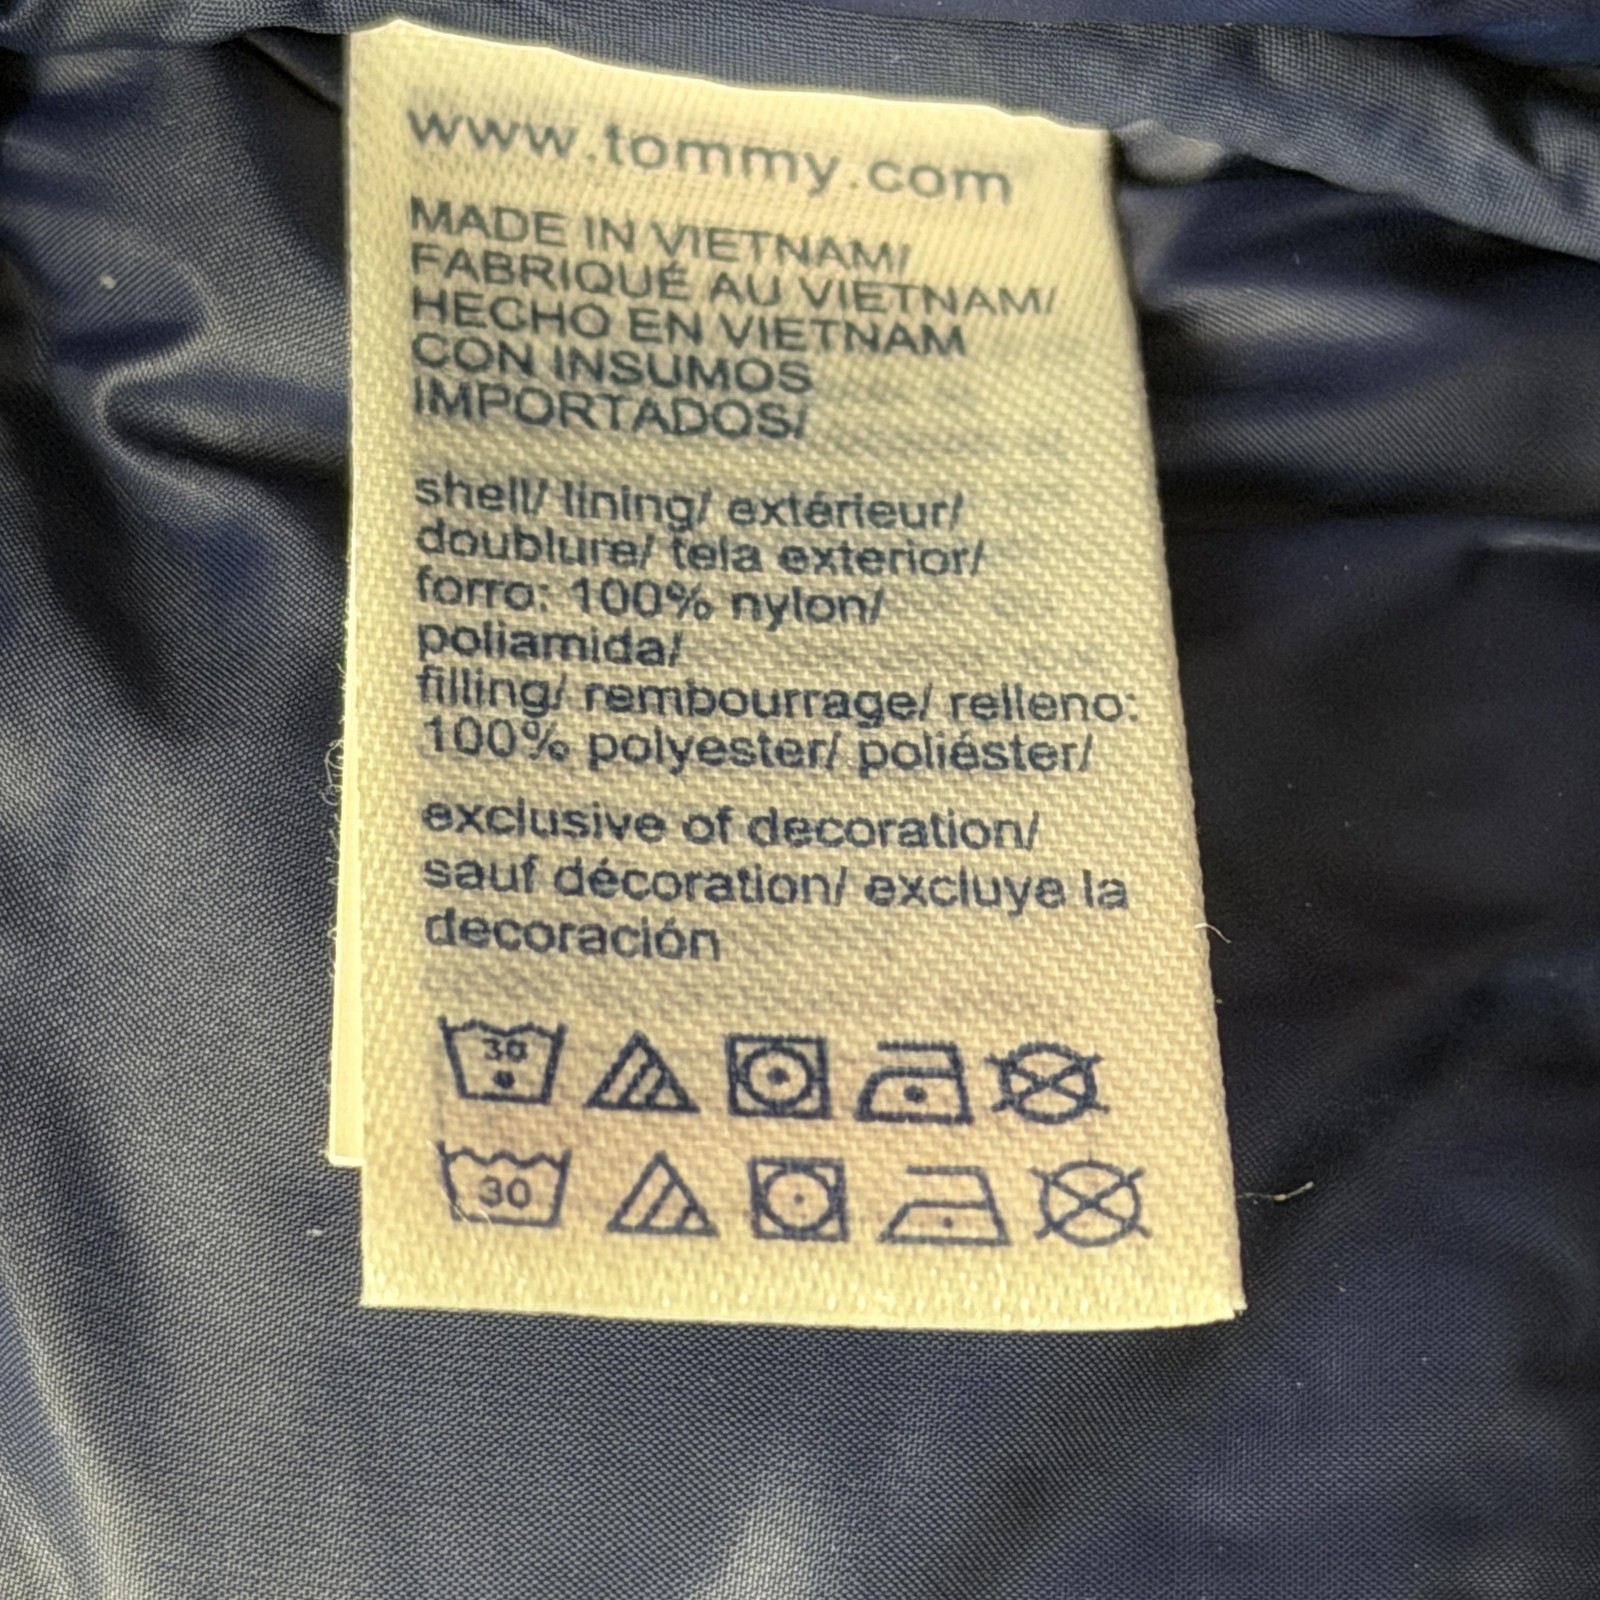 www.tommy.com
MADE IN VIETNAM/
FABRIQUÉ AU VIETNAM/
HECHO EN VIETNAM
CON INSUMOS
IMPORTADOS/
shell/ lining/ extérieur/
doublure/ tela exterior/
forro: 100% nylon/
poliamida/
filling/ rembourrage/ relleno:
100% polyester/ poliéster/
exclusive of decoration/
sauf décoration/ excluye la
decoración
30
30